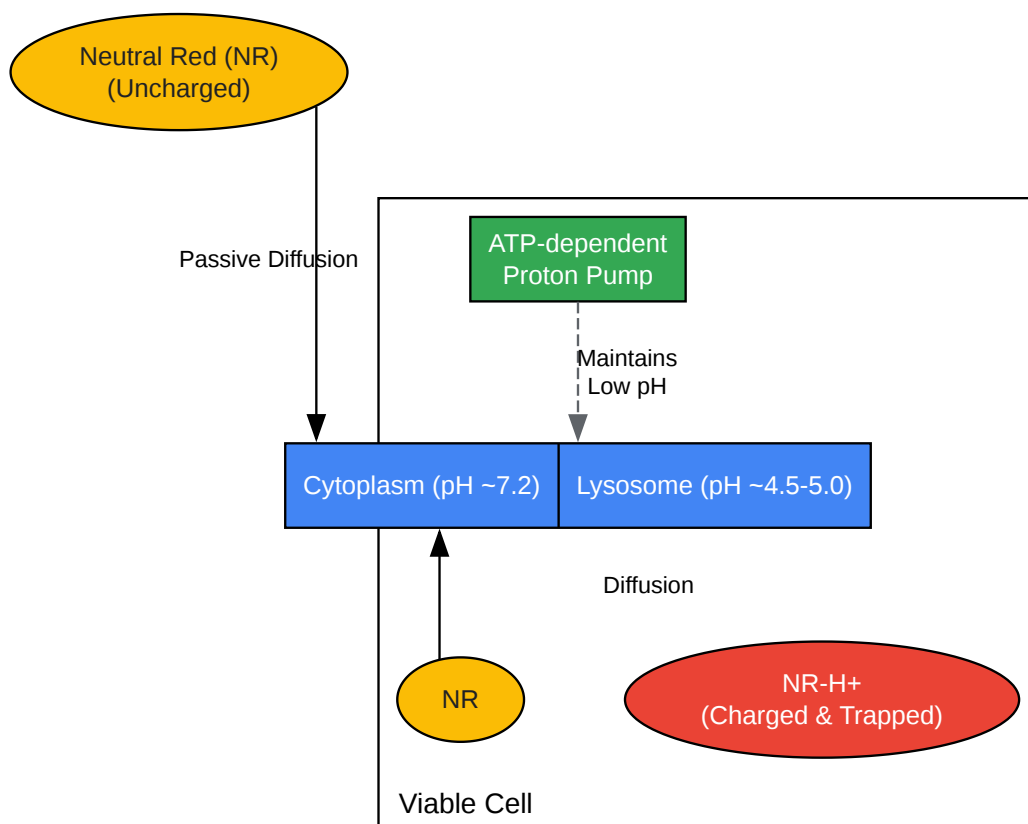 Neutral Red (NR)
(Uncharged)
Passive Diffusion
ATP-dependent
Proton Pump
Maintains
Low pH
Cytoplasm (pH ~7.2)
Lysosome (pH ~4.5-5.0)
Diffusion
NR
NR-H+
(Charged & Trapped)
Viable Cell